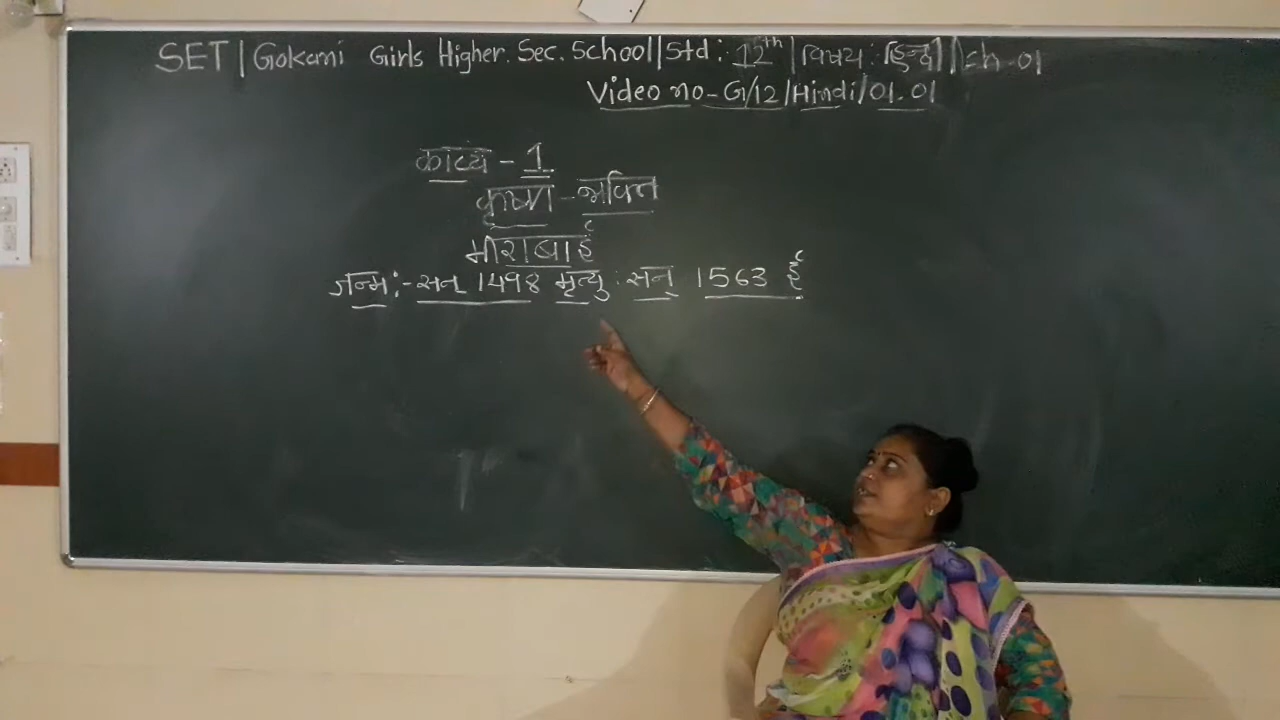 SET | Gokani Girls Higher. Sec. School | Std : 12th | विषय : हिन्दी | ch-01
Video no - G/12/Hindi/01.01
काव्य - 1
कृष्ण - भक्ति
मीराबाई
जन्म :- सन् 1498 मृत्यु : सन् 1563 ई